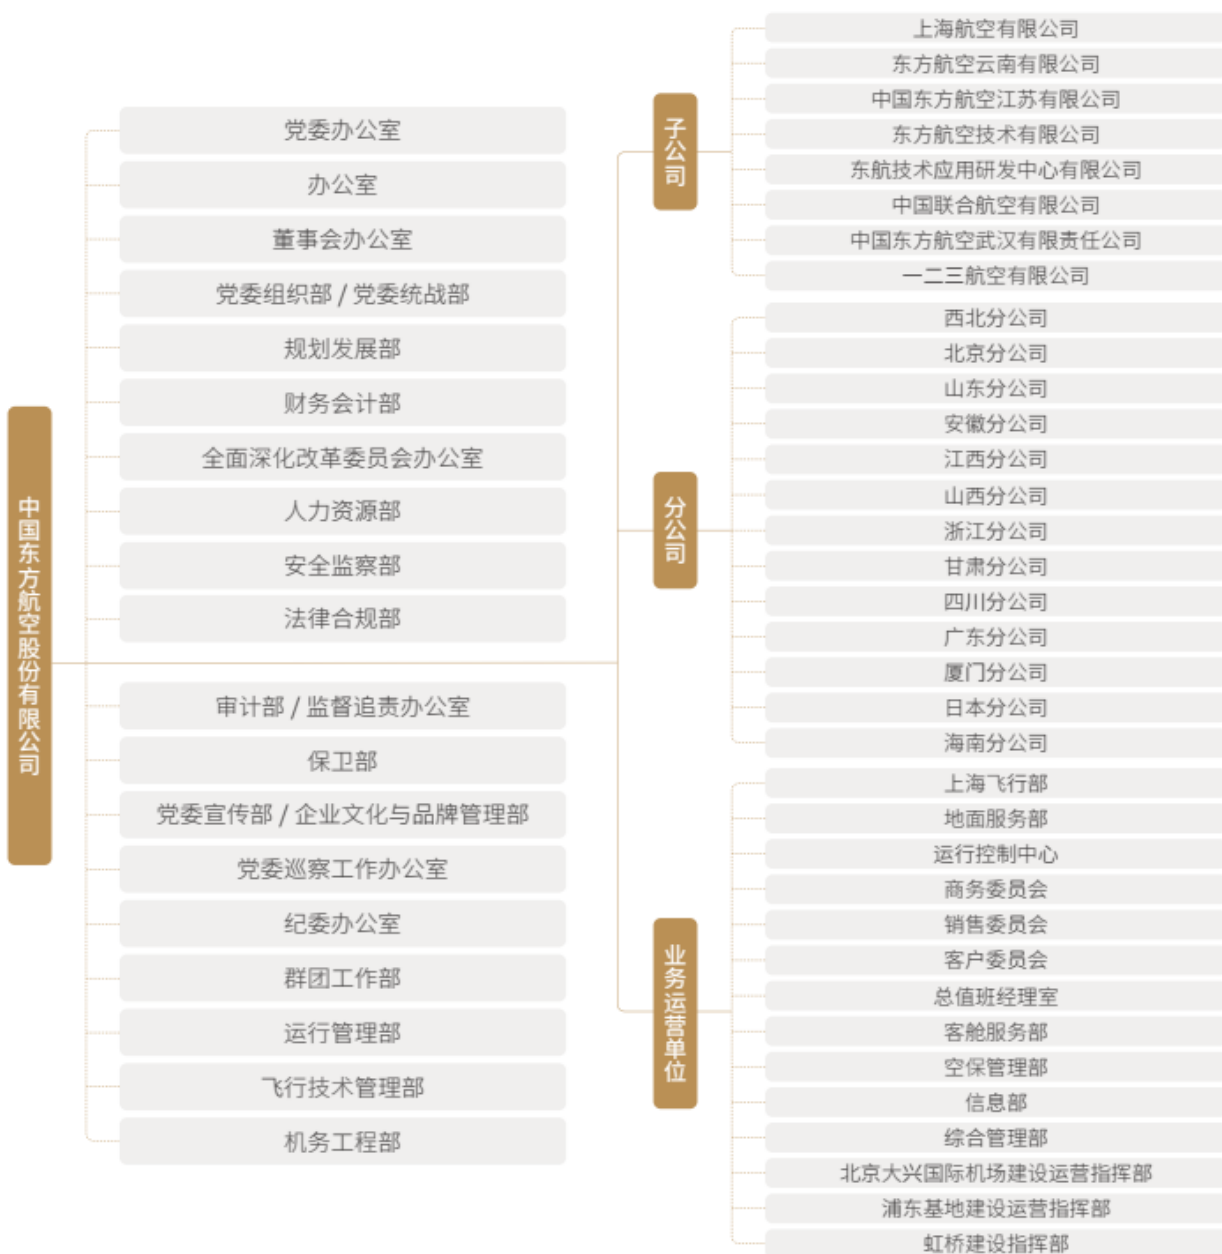 中国东方航空股份有限公司
党委办公室
办公室
董事会办公室
党委组织部 / 党委统战部
规划发展部
财务会计部
全面深化改革委员会办公室
人力资源部
安全监察部
法律合规部
审计部 / 监督追责办公室
保卫部
党委宣传部 / 企业文化与品牌管理部
党委巡察工作办公室
纪委办公室
群团工作部
运行管理部
飞行技术管理部
机务工程部
子公司
上海航空有限公司
东方航空云南有限公司
中国东方航空江苏有限公司
东方航空技术有限公司
东航技术应用研发中心有限公司
中国联合航空有限公司
中国东方航空武汉有限责任公司
一二三航空有限公司
分公司
西北分公司
北京分公司
山东分公司
安徽分公司
江西分公司
山西分公司
浙江分公司
甘肃分公司
四川分公司
广东分公司
厦门分公司
日本分公司
海南分公司
业务运营单位
上海飞行部
地面服务部
运行控制中心
商务委员会
销售委员会
客户委员会
总值班经理室
客舱服务部
空保管理部
信息部
综合管理部
北京大兴国际机场建设运营指挥部
浦东基地建设运营指挥部
虹桥建设指挥部